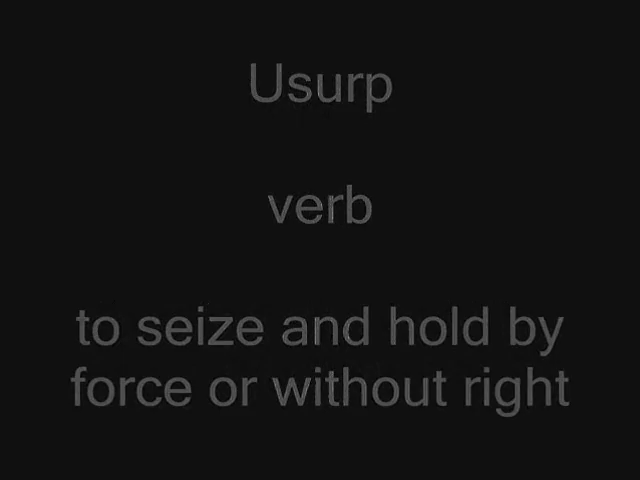 Usurp
verb
to seize and hold by
force or without right